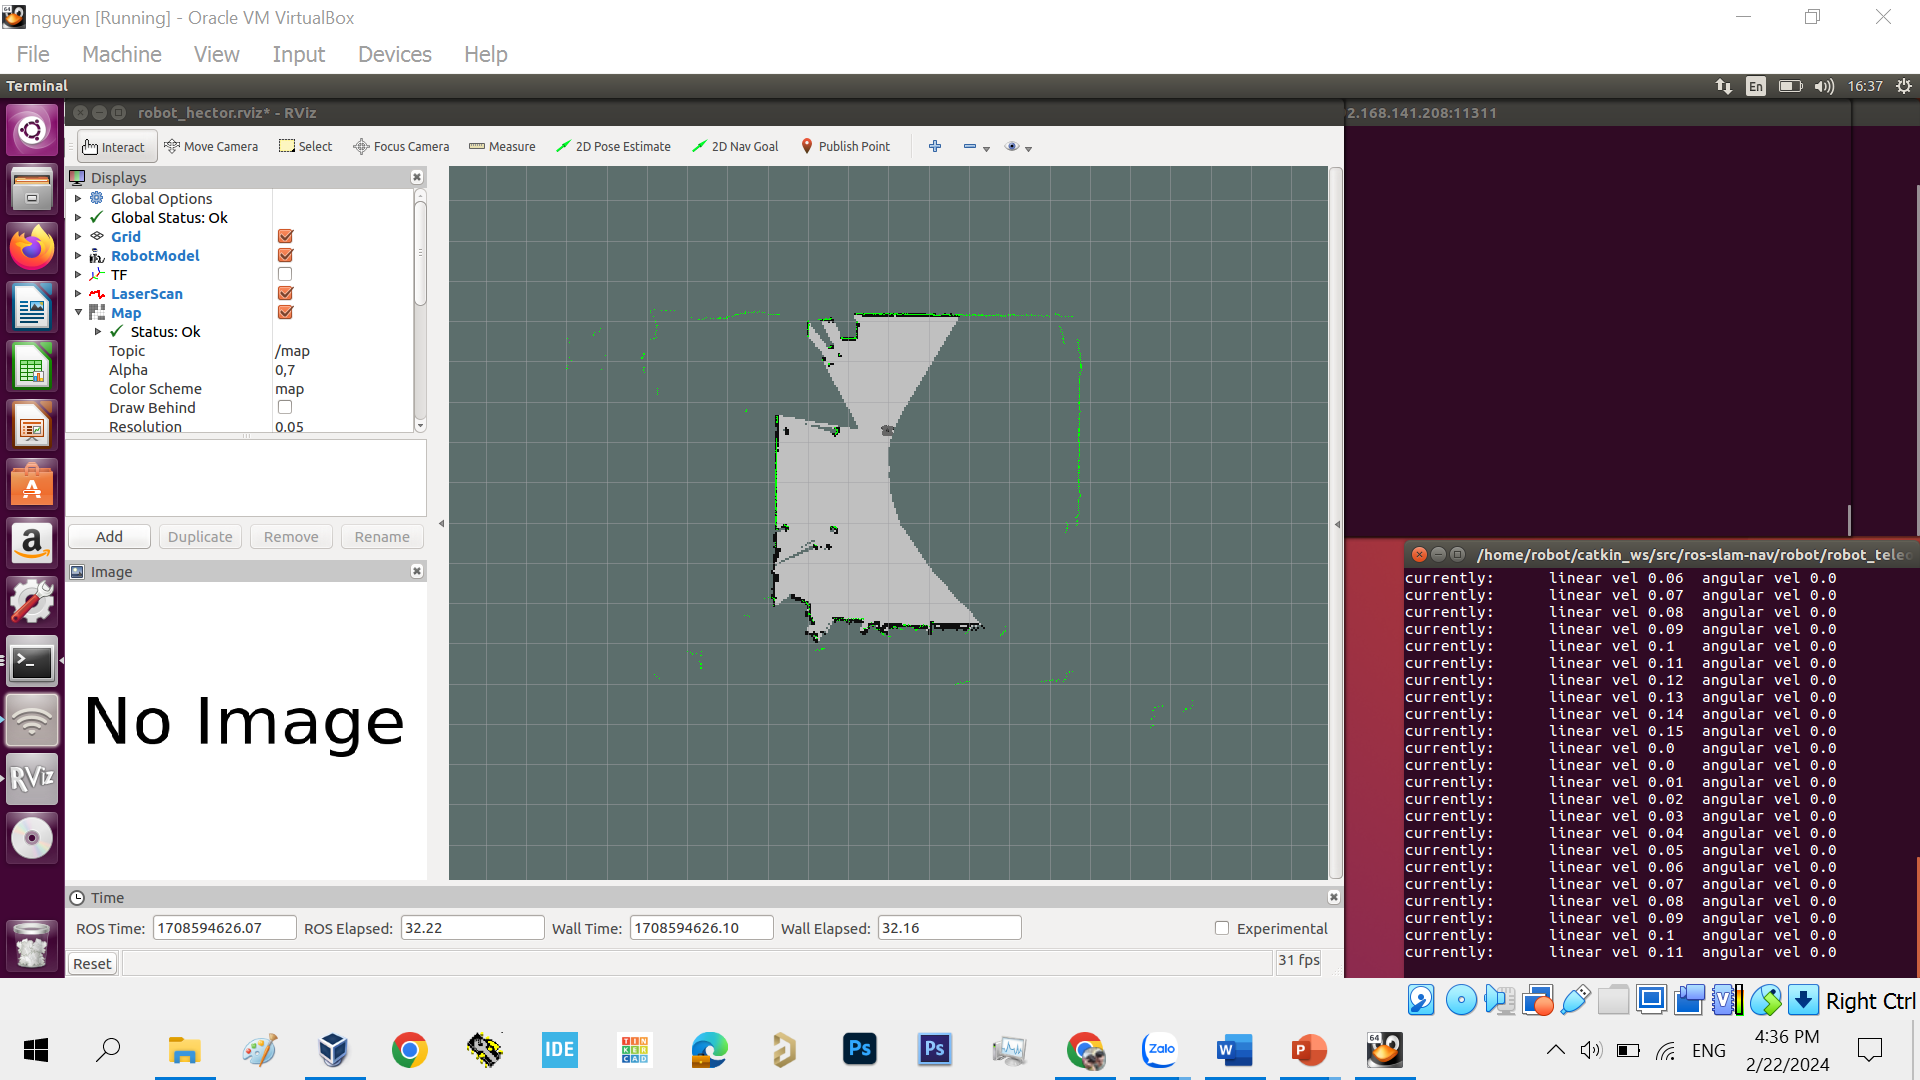 nguyen [Running] - Oracle VM VirtualBox
File Machine View Input Devices Help
Terminal
En
16:37
robot_hector.rviz* - RViz
2.168.141.208:11311
Interact
Move Camera
Select
Focus Camera
Measure
2D Pose Estimate
2D Nav Goal
Publish Point
Displays
Global Options
Global Status: Ok
Grid
RobotModel
TF
LaserScan
Map
Status: Ok
Topic /map
Alpha 0,7
Color Scheme map
Draw Behind
Resolution 0.05
Add
Duplicate
Remove
Rename
Image
No Image
/home/robot/catkin_ws/src/ros-slam-nav/robot/robot_teleo
currently: linear vel 0.06 angular vel 0.0
currently: linear vel 0.07 angular vel 0.0
currently: linear vel 0.08 angular vel 0.0
currently: linear vel 0.09 angular vel 0.0
currently: linear vel 0.1 angular vel 0.0
currently: linear vel 0.11 angular vel 0.0
currently: linear vel 0.12 angular vel 0.0
currently: linear vel 0.13 angular vel 0.0
currently: linear vel 0.14 angular vel 0.0
currently: linear vel 0.15 angular vel 0.0
currently: linear vel 0.0 angular vel 0.0
currently: linear vel 0.0 angular vel 0.0
currently: linear vel 0.01 angular vel 0.0
currently: linear vel 0.02 angular vel 0.0
currently: linear vel 0.03 angular vel 0.0
currently: linear vel 0.04 angular vel 0.0
currently: linear vel 0.05 angular vel 0.0
currently: linear vel 0.06 angular vel 0.0
currently: linear vel 0.07 angular vel 0.0
currently: linear vel 0.08 angular vel 0.0
currently: linear vel 0.09 angular vel 0.0
currently: linear vel 0.1 angular vel 0.0
currently: linear vel 0.11 angular vel 0.0
RViz
Time
ROS Time: 1708594626.07 ROS Elapsed: 32.22 Wall Time: 1708594626.10 Wall Elapsed: 32.16 Experimental
Reset
31 fps
Right Ctrl
IDE
TIN
KER
CAD
Ps
Ps
Zalo
W
P
64
ENG
4:36 PM
2/22/2024